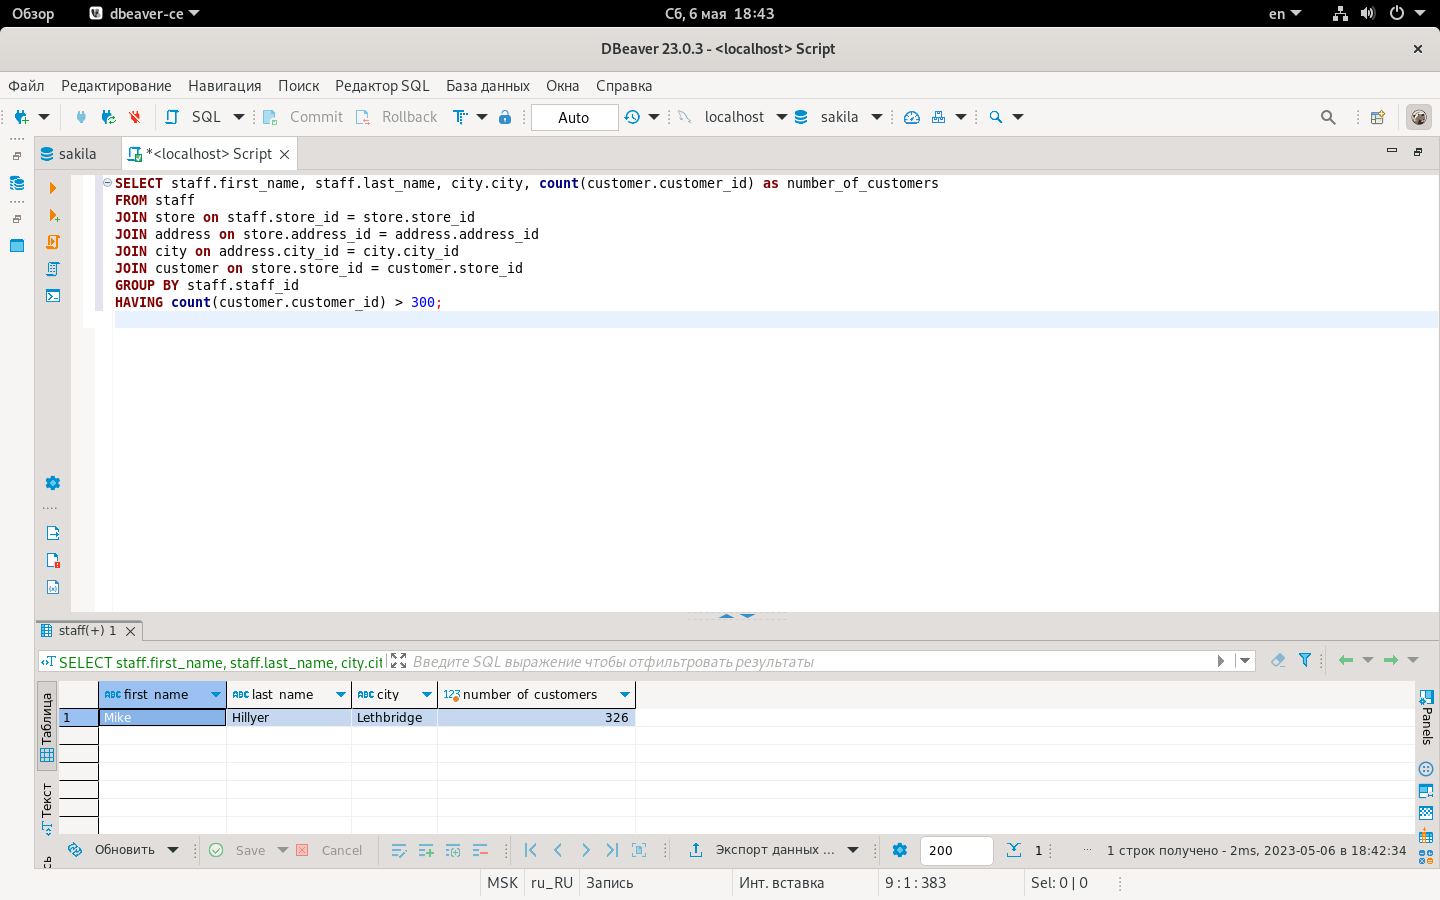 Обзор dbeaver-ce Сб, 6 мая 18:43 en
DBeaver 23.0.3 - <localhost> Script
Файл Редактирование Навигация Поиск Редактор SQL База данных Окна Справка
SQL Commit Rollback Auto localhost sakila
sakila *<localhost> Script
SELECT staff.first_name, staff.last_name, city.city, count(customer.customer_id) as number_of_customers
FROM staff
JOIN store on staff.store_id = store.store_id
JOIN address on store.address_id = address.address_id
JOIN city on address.city_id = city.city_id
JOIN customer on store.store_id = customer.store_id
GROUP BY staff.staff_id
HAVING count(customer.customer_id) > 300;
staff(+) 1
SELECT staff.first_name, staff.last_name, city.cit Введите SQL выражение чтобы отфильтровать результаты
ABC first_name ABC last_name ABC city 123 number_of_customers
1 Mike Hillyer Lethbridge 326
Таблица
Текст
Panels
Обновить Save Cancel Экспорт данных ... 200 1 1 строк получено - 2ms, 2023-05-06 в 18:42:34
MSK ru_RU Запись Инт. вставка 9 : 1 : 383 Sel: 0 | 0